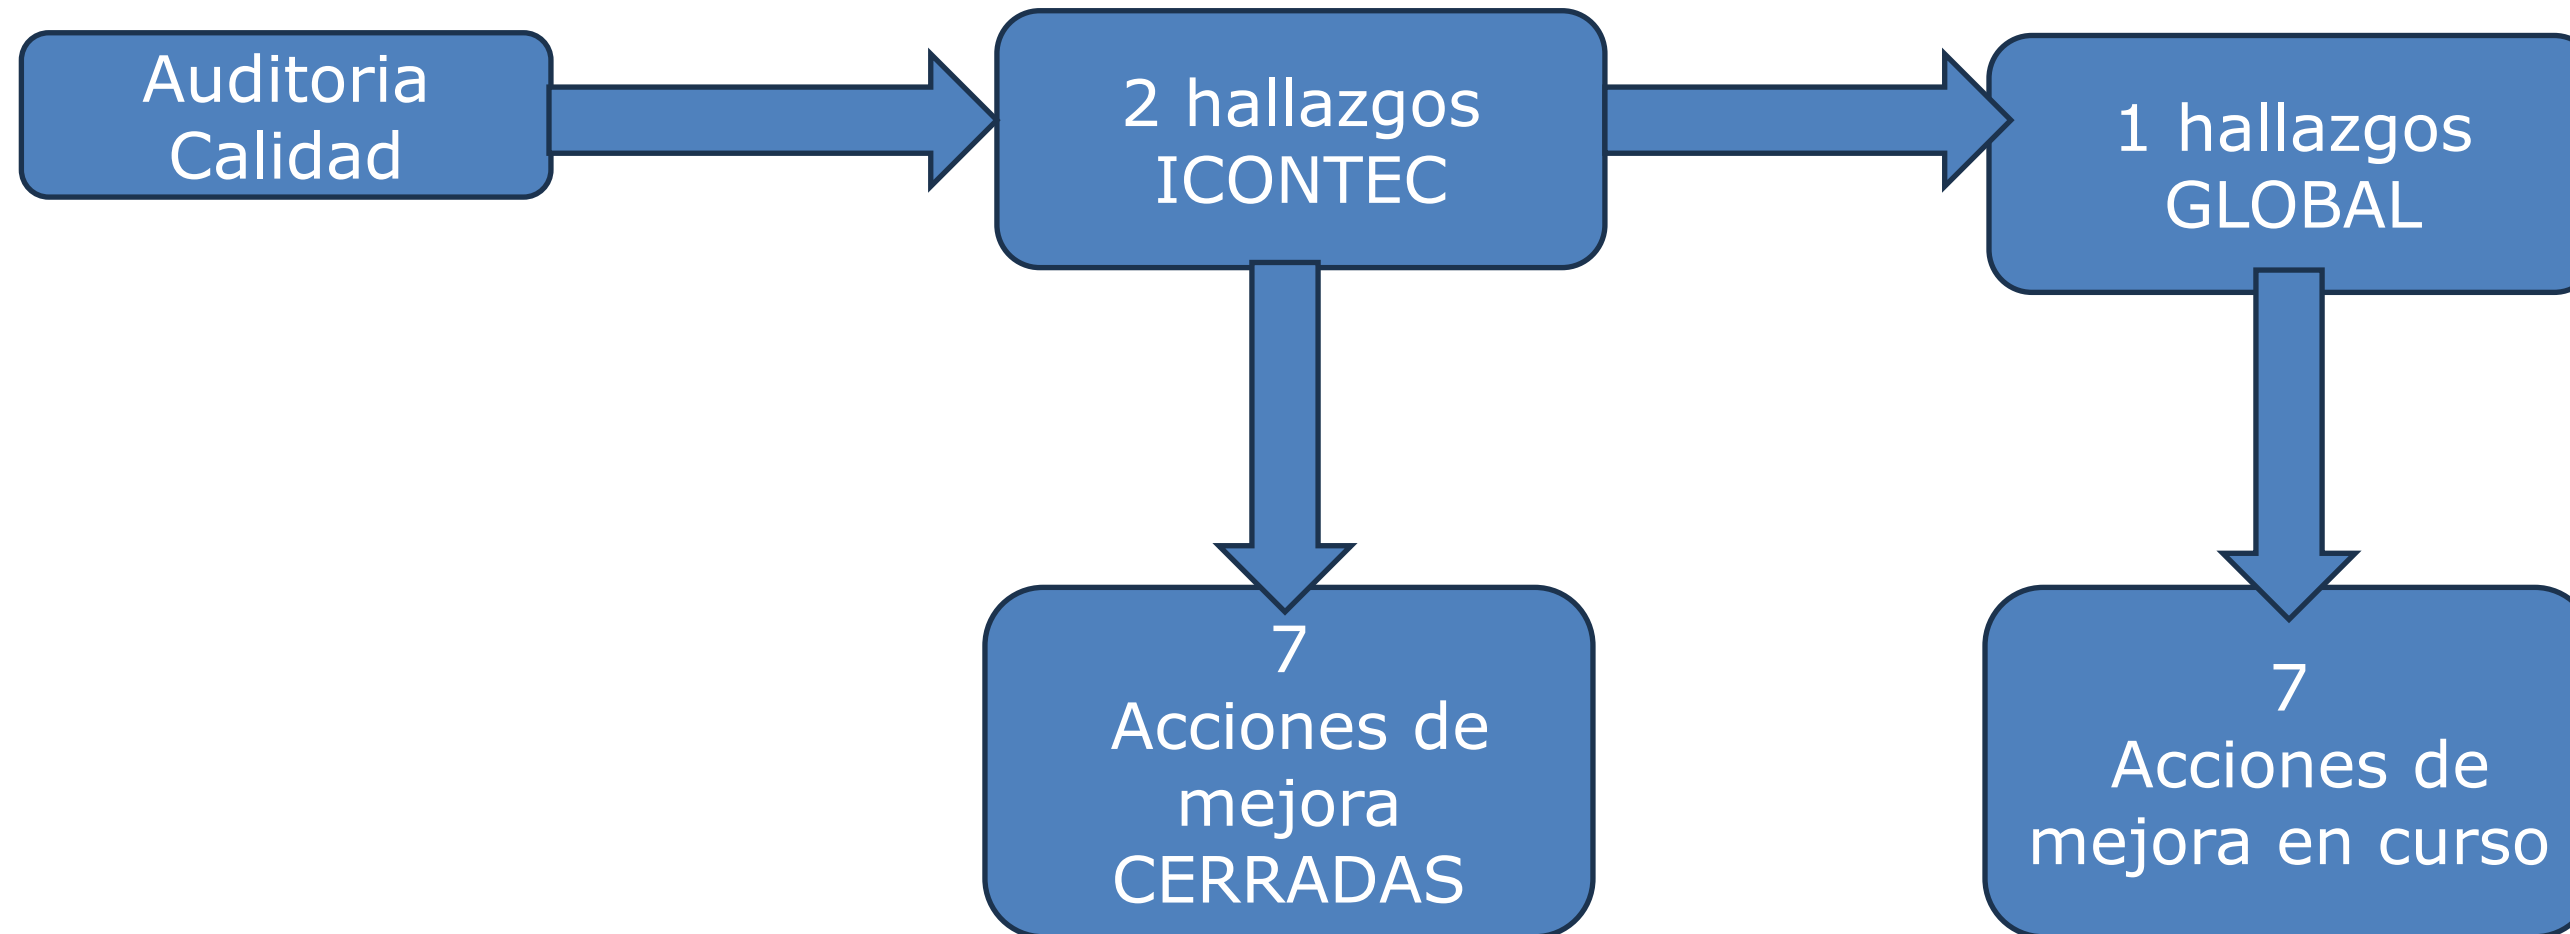 Auditoria
Calidad
2 hallazgos
ICONTEC
1 hallazgos
GLOBAL
7
Acciones de
mejora
CERRADAS
7
Acciones de
mejora en curso